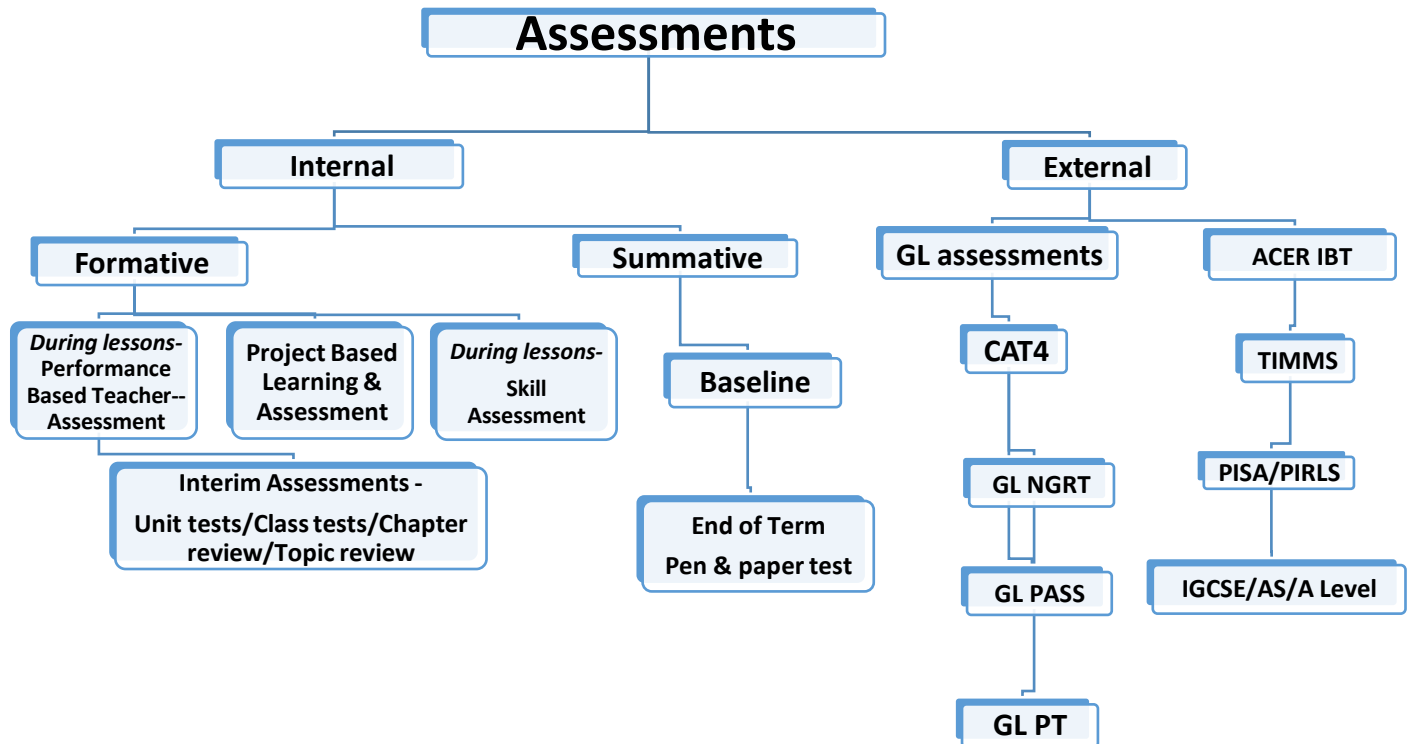 Assessments
Internal
External
Formative
Summative
GL assessments
ACER IBT
During lessons-
Performance
Based Teacher--
Assessment
Project Based
Learning &
Assessment
During lessons-
Skill
Assessment
Baseline
CAT4
TIMMS
Interim Assessments -
Unit tests/Class tests/Chapter
review/Topic review
End of Term
Pen & paper test
GL NGRT
PISA/PIRLS
GL PASS
IGCSE/AS/A Level
GL PT